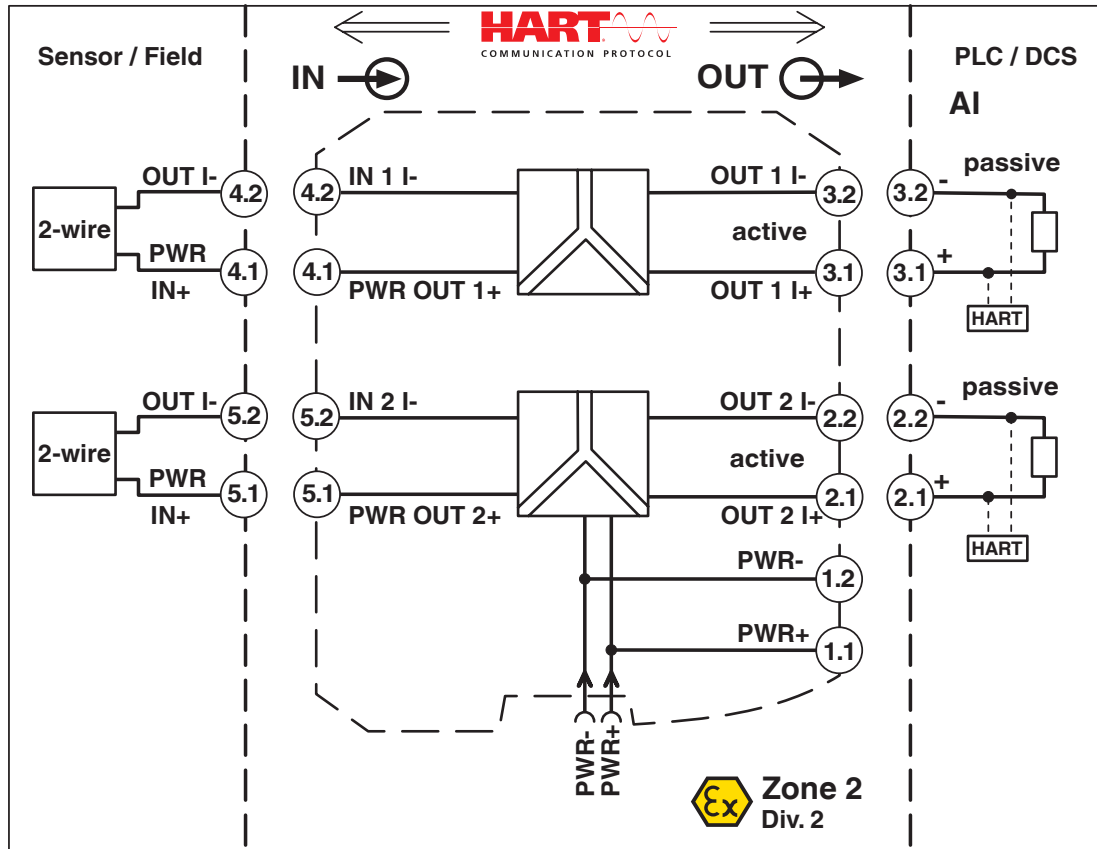 HART
COMMUNICATION PROTOCOL
Sensor / Field
PLC / DCS
IN
OUT
AI
OUT I-
4.2
4.2
IN 1 I-
OUT 1 I-
3.2
3.2
-
passive
2-wire
active
PWR
IN+
4.1
4.1
PWR OUT 1+
OUT 1 I+
3.1
3.1
+
HART
OUT I-
5.2
5.2
IN 2 I-
OUT 2 I-
2.2
2.2
-
passive
2-wire
active
PWR
IN+
5.1
5.1
PWR OUT 2+
OUT 2 I+
2.1
2.1
+
HART
PWR-
1.2
PWR+
1.1
PWR-
PWR+
Ex
Zone 2
Div. 2